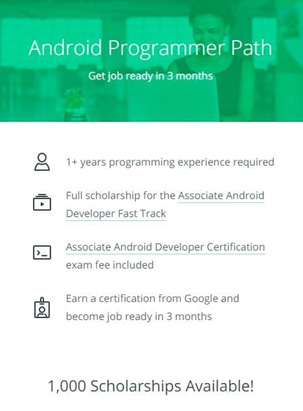 Android Programmer Path
Get job ready in 3 months
1+ years programming experience required
Full scholarship for the Associate Android
Developer Fast Track
Associate Android Developer Certification
exam fee included
Earn a certification from Google and
become job ready in 3 months
1,000 Scholarships Available!